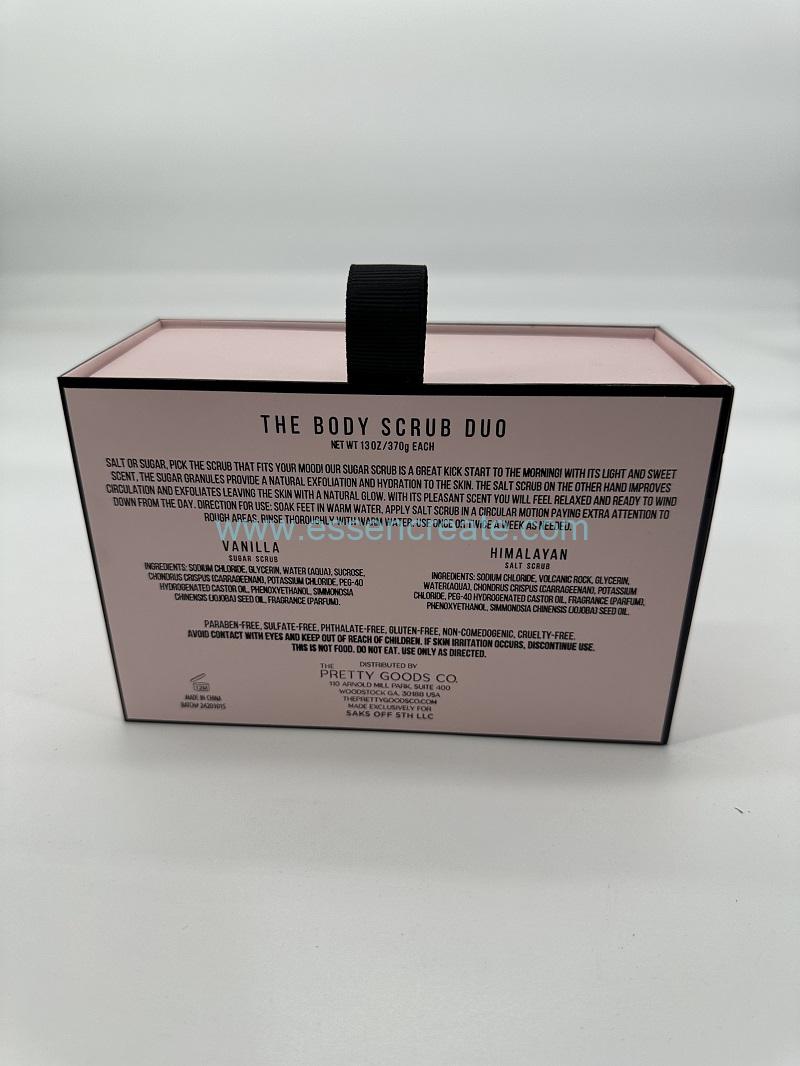 THE BODY SCRUB DUO
NET WT 13OZ/370g EACH
SALT OR SUGAR, PICK THE SCRUB THAT FITS YOUR MOOD! OUR SUGAR SCRUB IS A GREAT KICK START TO THE MORNING! WITH ITS LIGHT AND SWEET
SCENT, THE SUGAR GRANULES PROVIDE A NATURAL EXFOLIATION AND HYDRATION TO THE SKIN. THE SALT SCRUB ON THE OTHER HAND IMPROVES
CIRCULATION AND EXFOLIATES LEAVING THE SKIN WITH A NATURAL GLOW. WITH ITS PLEASANT SCENT YOU WILL FEEL RELAXED AND READY TO WIND
DOWN FROM THE DAY. DIRECTION FOR USE: SOAK FEET IN WARM WATER, APPLY SALT SCRUB IN A CIRCULAR MOTION PAYING EXTRA ATTENTION TO
ROUGH AREAS. RINSE THOROUGHLY WITH WARM WATER. USE ONCE OR TWICE A WEEK AS NEEDED.
www.essencreate.com
VANILLA
SUGAR SCRUB
INGREDIENTS: SODIUM CHLORIDE, GLYCERIN, WATER (AQUA), SUCROSE,
CHONDRUS CRISPUS (CARRAGEENAN), POTASSIUM CHLORIDE, PEG-40
HYDROGENATED CASTOR OIL, PHENOXYETHANOL, SIMMONOSIA
CHINENSIS (JOJOBA) SEED OIL, FRAGRANCE (PARFUM).
HIMALAYAN
SALT SCRUB
INGREDIENTS: SODIUM CHLORIDE, VOLCANIC ROCK, GLYCERIN,
WATER(AQUA), CHONDRUS CRISPUS (CARRAGEENAN), POTASSIUM
CHLORIDE, PEG-40 HYDROGENATED CASTOR OIL, FRAGRANCE (PARFUM),
PHENOXYETHANOL, SIMMONDSIA CHINENSIS (JOJOBA) SEED OIL.
PARABEN-FREE, SULFATE-FREE, PHTHALATE-FREE, GLUTEN-FREE, NON-COMEDOGENIC, CRUELTY-FREE.
AVOID CONTACT WITH EYES AND KEEP OUT OF REACH OF CHILDREN. IF SKIN IRRITATION OCCURS, DISCONTINUE USE.
THIS IS NOT FOOD. DO NOT EAT. USE ONLY AS DIRECTED.
DISTRIBUTED BY
THE PRETTY GOODS CO.
110 ARNOLD MILL PARK, SUITE 400
WOODSTOCK GA, 30188 USA
THEPRETTYGOODSCO.COM
MADE EXCLUSIVELY FOR
SAKS OFF 5TH LLC
12M
MADE IN CHINA
BATCH# 24201015